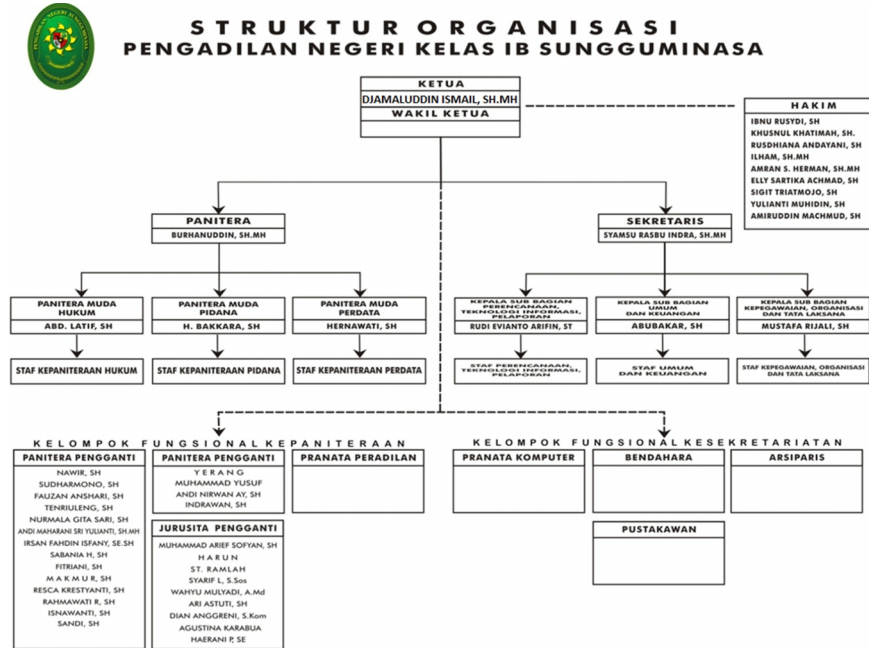 STRUKTUR ORGANISASI
PENGADILAN NEGERI KELAS IB SUNGGUMINASA
KETUA
DJAMALUDDIN ISMAIL, SH.MH
WAKIL KETUA
HAKIM
IBNU RUSYDI, SH
KHUSNUL KHATIMAH, SH.
RUSDHIANA ANDAYANI, SH
ILHAM, SH.MH
AMRAN S. HERMAN, SH.MH
ELLY SARTIKA ACHMAD, SH
SIGIT TRIATMOJO, SH
YULIANTI MUHIDIN, SH
AMIRUDDIN MACHMUD, SH
PANITERA
BURHANUDDIN, SH.MH
SEKRETARIS
SYAMSU RASBU INDRA, SH.MH
PANITERA MUDA
HUKUM
ABD. LATIF, SH
PANITERA MUDA
PIDANA
H. BAKKARA, SH
PANITERA MUDA
PERDATA
HERNAWATI, SH
KEPALA SUB BAGIAN
PERENCANAAN,
TEKNOLOGI INFORMASI,
PELAPORAN
RUDI EVIANTO ARIFIN, ST
KEPALA SUB BAGIAN
UMUM
DAN KEUANGAN
ABUBAKAR, SH
KEPALA SUB BAGIAN
KEPEGAWAIAN, ORGANISASI
DAN TATA LAKSANA
MUSTAFA RIJALI, SH
STAF KEPANITERAAN HUKUM
STAF KEPANITERAAN PIDANA
STAF KEPANITERAAN PERDATA
STAF PERENCANAAN,
TEKNOLOGI INFORMASI,
PELAPORAN
STAF UMUM
DAN KEUANGAN
STAF KEPEGAWAIAN, ORGANISASI
DAN TATA LAKSANA
KELOMPOK FUNGSIONAL KEPANITERAAN
PANITERA PENGGANTI
NAWIR, SH
SUDHARMONO, SH
FAUZAN ANSHARI, SH
TENRIULENG, SH
NURMALA GITA SARI, SH
ANDI MAHARANI SRI YULIANTI, SH.MH
IRSAN FAHDIN ISFANY, SE.SH
SABANIA H, SH
FITRIANI, SH
M A K M U R, SH
RESCA KRESTYANTI, SH
RAHMAWATI R, SH
ISNAWANTI, SH
SANDI, SH
PANITERA PENGGANTI
Y E R A N G
MUHAMMAD YUSUF
ANDI NIRWAN AY, SH
INDRAWAN, SH
JURUSITA PENGGANTI
MUHAMMAD ARIEF SOFYAN, SH
H A R U N
ST. RAMLAH
SYARIF L, S.Sos
WAHYU MULYADI, A.Md
ARI ASTUTI, SH
DIAN ANGGRENI, S.Kom
AGUSTINA KARABUA
HAERANI P, SE
PRANATA PERADILAN
KELOMPOK FUNGSIONAL KESEKRETARIATAN
PRANATA KOMPUTER
BENDAHARA
ARSIPARIS
PUSTAKAWAN